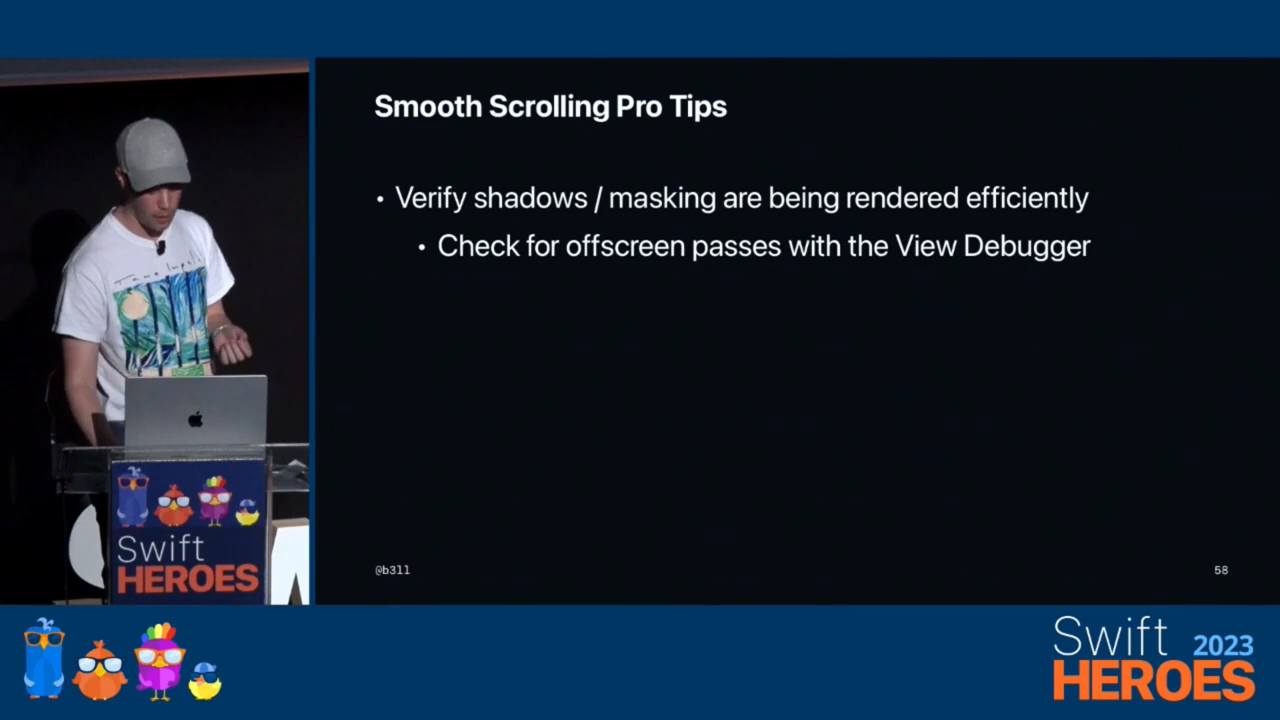 Smooth Scrolling Pro Tips
• Verify shadows / masking are being rendered efficiently
• Check for offscreen passes with the View Debugger
@b3ll
58
Swift
HEROES
Swift 2023
HEROES